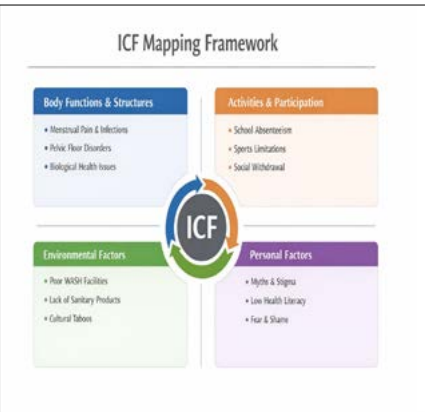 ICF Mapping Framework
Body Functions & Structures
• Menstrual Pain & Infections
• Pelvic Floor Disorders
• Biological Health Issues
Activities & Participation
• School Absenteeism
• Sports Limitations
• Social Withdrawal
ICF
Environmental Factors
• Poor WASH Facilities
• Lack of Sanitary Products
• Cultural Taboos
Personal Factors
• Myths & Stigma
• Low Health Literacy
• Fear & Shame